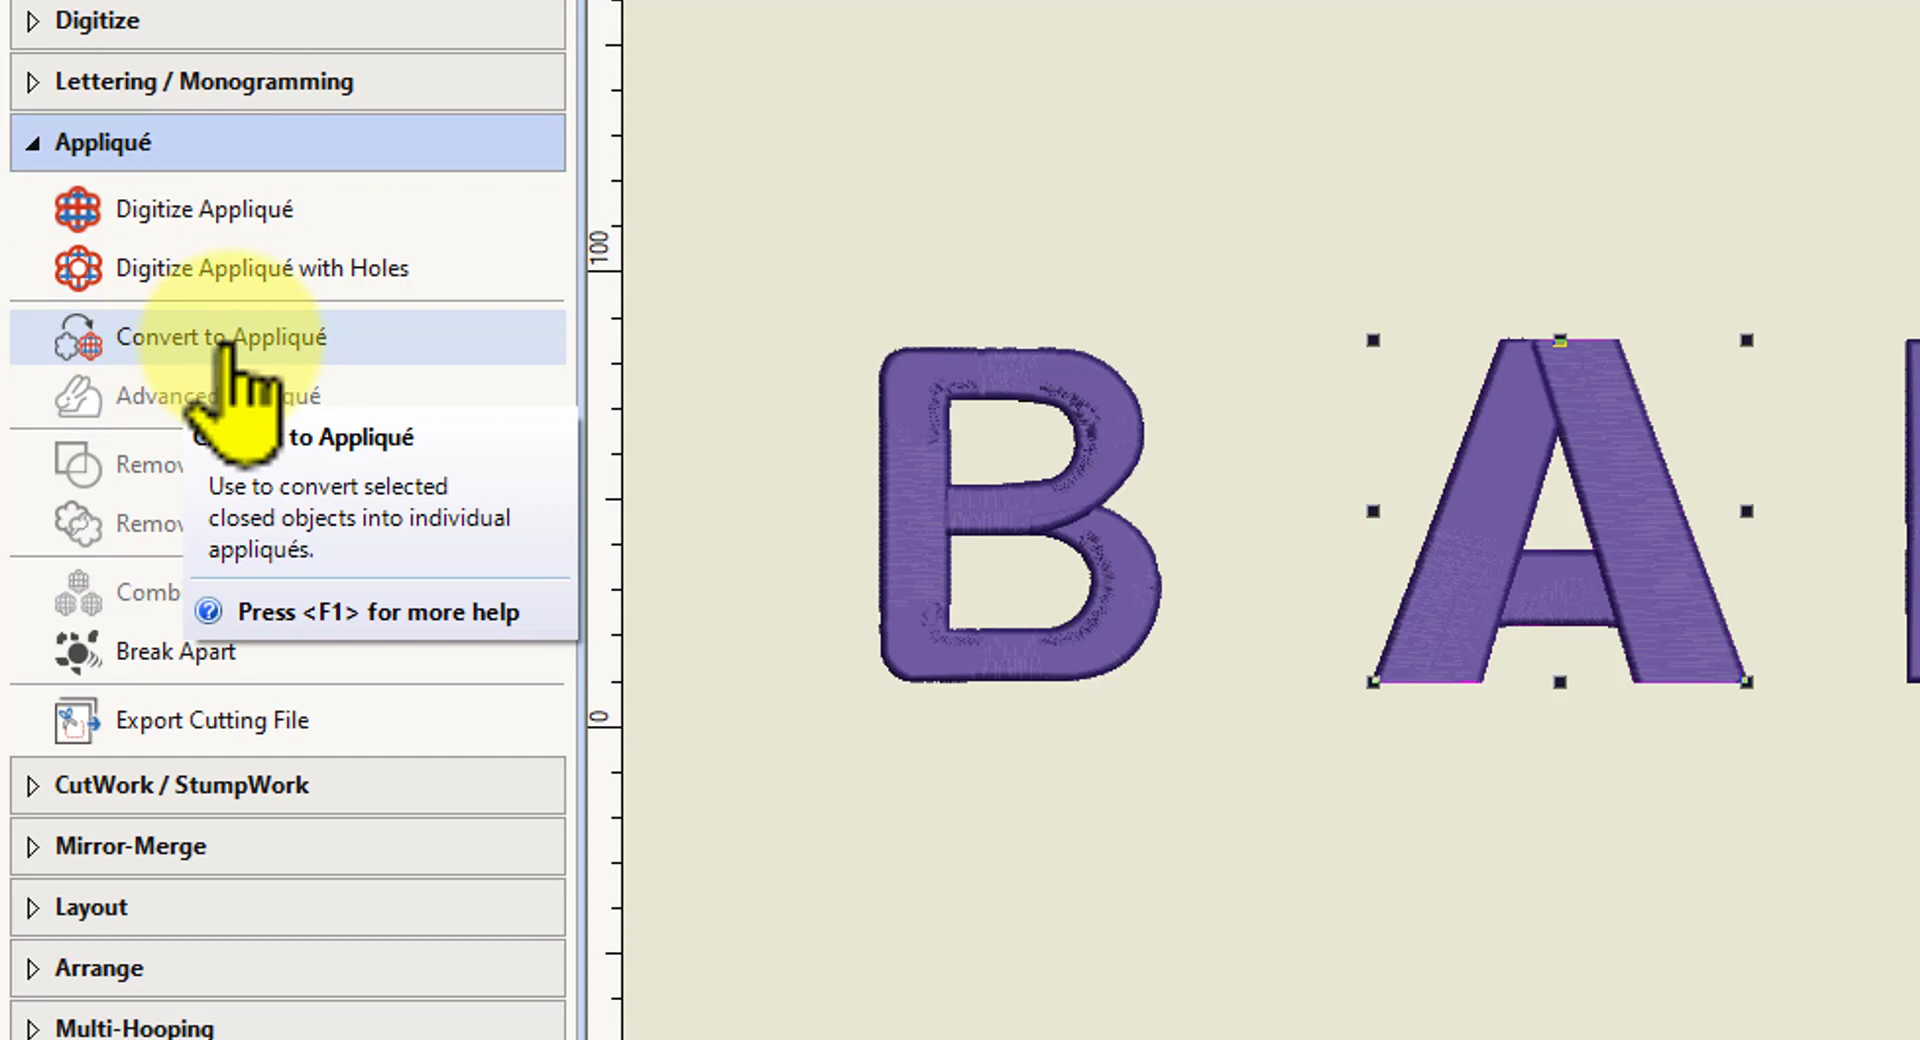 Digitize
Lettering / Monogramming
Appliqué
Digitize Appliqué
Digitize Appliqué with Holes
Convert to Appliqué
Advanced
to Appliqué
Use to convert selected
closed objects into individual
appliqués.
Press <F1> for more help
Break Apart
Export Cutting File
CutWork / StumpWork
Mirror-Merge
Layout
Arrange
Multi-Hooping
100
0
B A